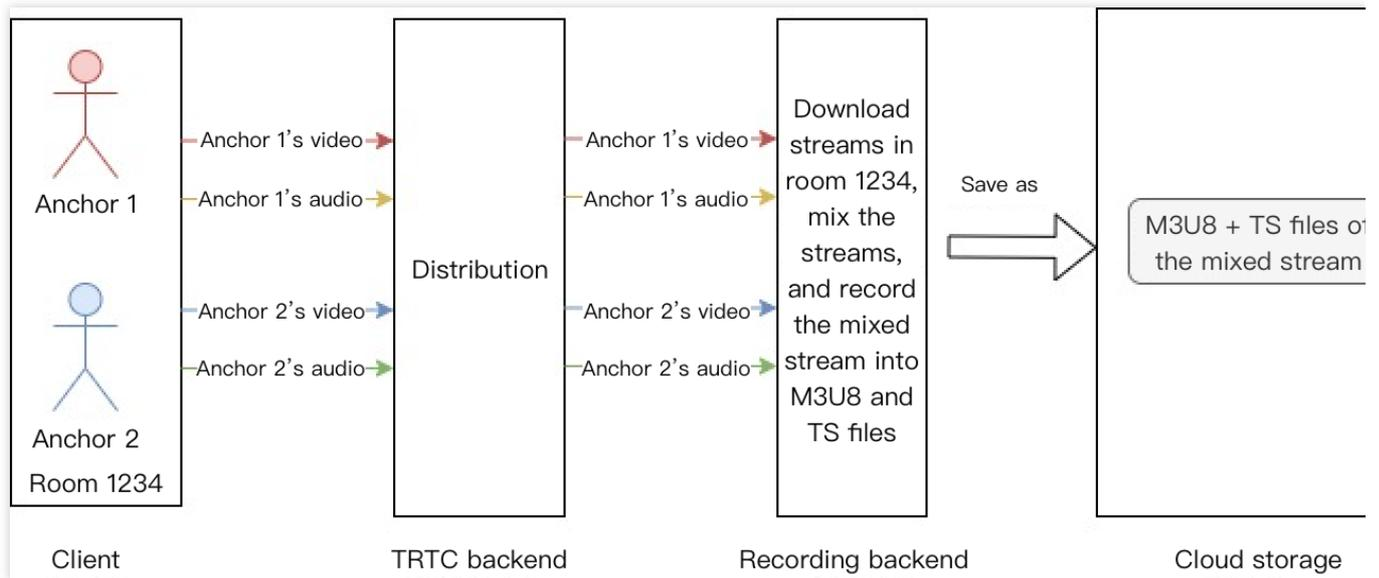 Anchor 1
Anchor 2
Room 1234
Client
Anchor 1's video
Anchor 1's audio
Anchor 2's video
Anchor 2's audio
Distribution
TRTC backend
Anchor 1's video
Anchor 1's audio
Anchor 2's video
Anchor 2's audio
Download
streams in
room 1234,
mix the
streams,
and record
the mixed
stream into
M3U8 and
TS files
Recording backend
Save as
M3U8 + TS files of
the mixed stream
Cloud storage